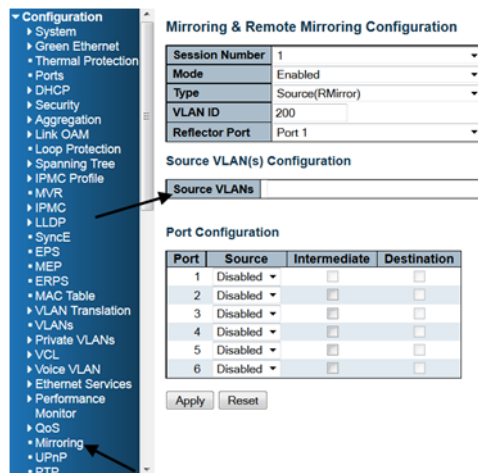 Configuration
System
Green Ethernet
Thermal Protection
Ports
DHCP
Security
Aggregation
Link OAM
Loop Protection
Spanning Tree
IPMC Profile
MVR
IPMC
LLDP
SyncE
EPS
MEP
ERPS
MAC Table
VLAN Translation
VLANs
Private VLANs
VCL
Voice VLAN
Ethernet Services
Performance
Monitor
QoS
Mirroring
UPnP
PTP
Mirroring & Remote Mirroring Configuration
Session Number 1
Mode Enabled
Type Source(RMirror)
VLAN ID 200
Reflector Port Port 1
Source VLAN(s) Configuration
Source VLANs
Port Configuration
Port Source Intermediate Destination
1 Disabled
2 Disabled
3 Disabled
4 Disabled
5 Disabled
6 Disabled
Apply Reset